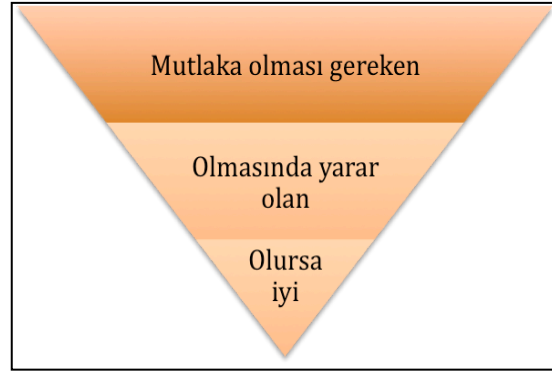 Mutlaka olması gereken
Olmasında yarar
olan
Olursa
iyi